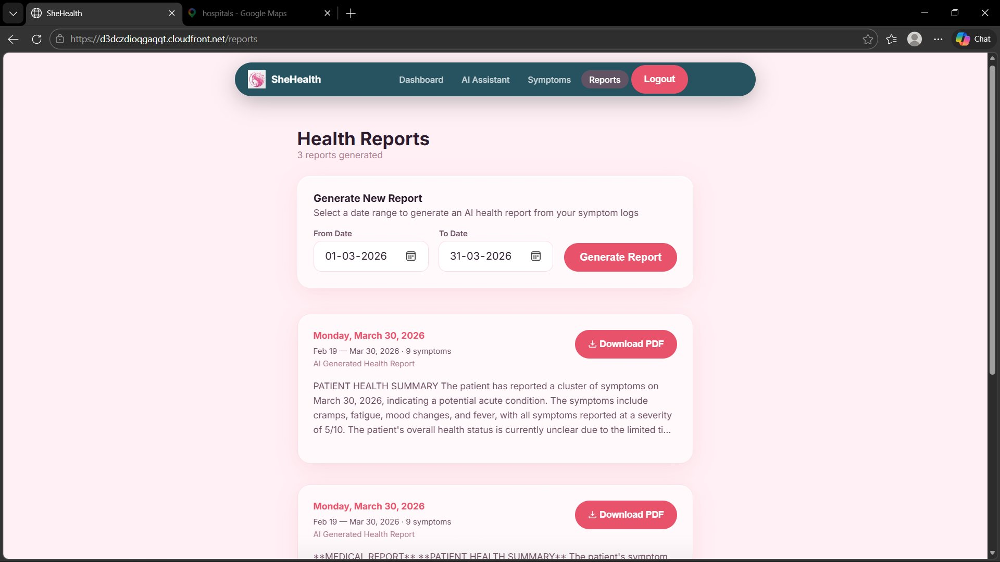 SheHealth
hospitals - Google Maps
https://d3dczdioqgaqqt.cloudfront.net/reports
Chat
SheHealth
Dashboard
AI Assistant
Symptoms
Reports
Logout
Health Reports
3 reports generated
Generate New Report
Select a date range to generate an AI health report from your symptom logs
From Date
To Date
01-03-2026
31-03-2026
Generate Report
Monday, March 30, 2026
Download PDF
Feb 19 — Mar 30, 2026 · 9 symptoms
AI Generated Health Report
PATIENT HEALTH SUMMARY The patient has reported a cluster of symptoms on
March 30, 2026, indicating a potential acute condition. The symptoms include
cramps, fatigue, mood changes, and fever, with all symptoms reported at a severity
of 5/10. The patient's overall health status is currently unclear due to the limited ti...
Monday, March 30, 2026
Download PDF
Feb 19 — Mar 30, 2026 · 9 symptoms
AI Generated Health Report
**MEDICAL REPORT** **PATIENT HEALTH SUMMARY** The patient's symptom